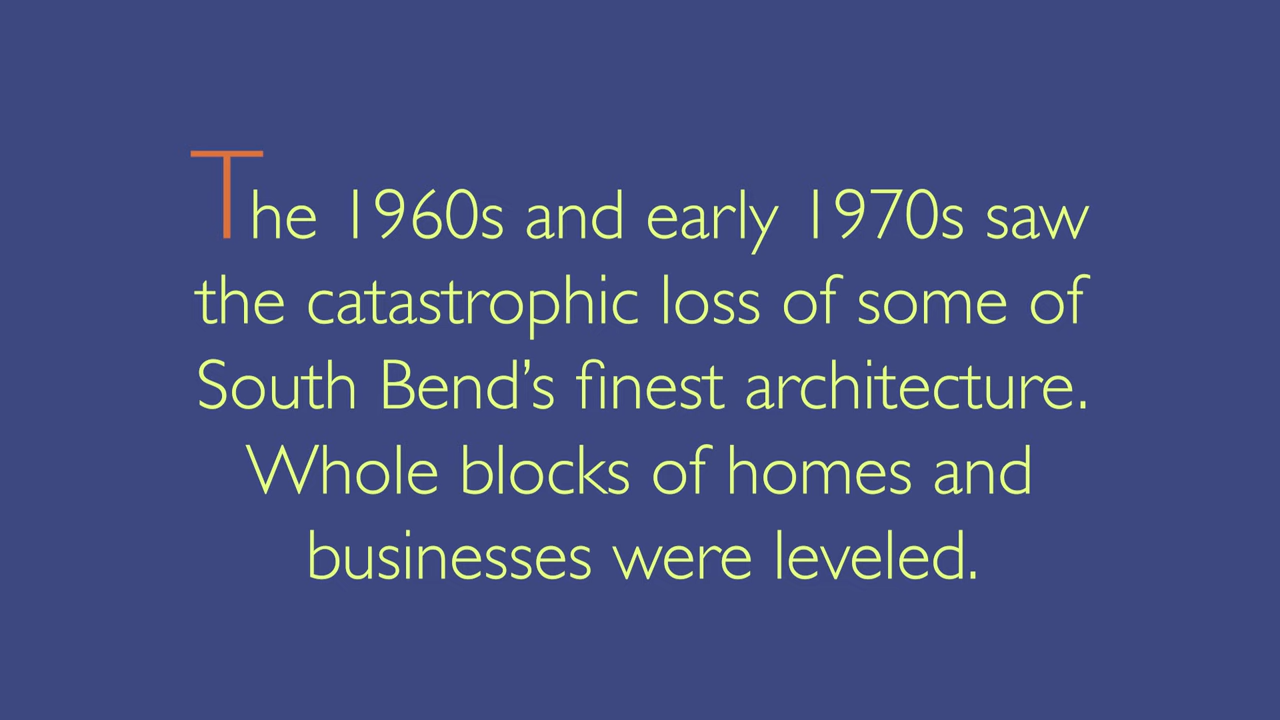 The 1960s and early 1970s saw
the catastrophic loss of some of
South Bend’s finest architecture.
Whole blocks of homes and
businesses were leveled.